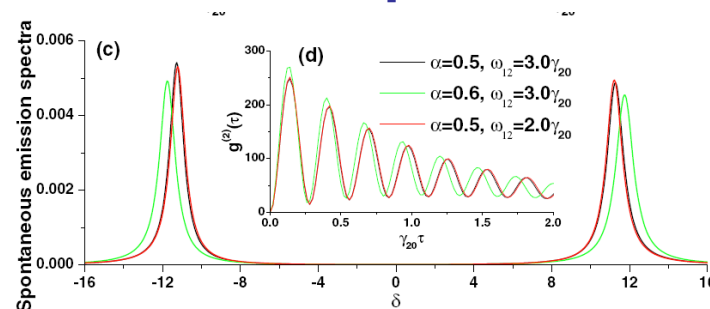 (c)
(d)
α=0.5, ω12=3.0γ20
α=0.6, ω12=3.0γ20
α=0.5, ω12=2.0γ20
g(2)(τ)
300
200
100
0
0.0 0.5 1.0 1.5 2.0
γ20τ
Spontaneous emission spectra
0.006
0.004
0.002
0.000
-16 -12 -8 -4 0 4 8 12 16
δ